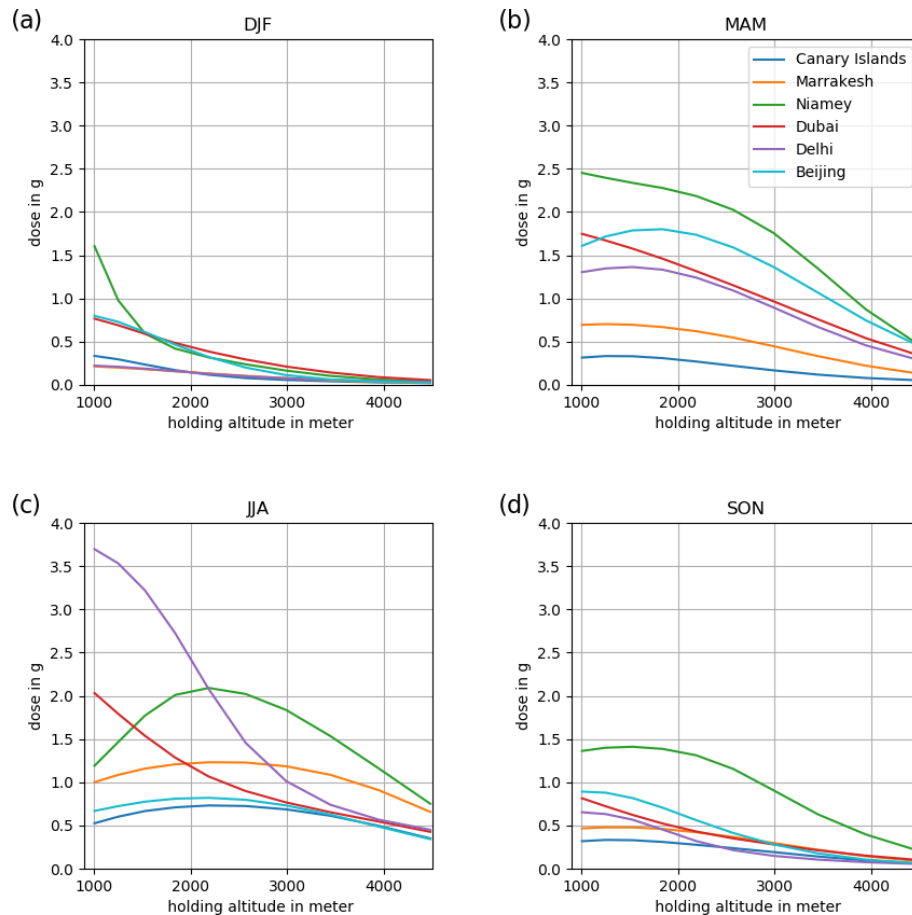 (a)
DJF
dose in g
4.0
3.5
3.0
2.5
2.0
1.5
1.0
0.5
0.0
1000 2000 3000 4000
holding altitude in meter
(b)
MAM
dose in g
4.0
3.5
3.0
2.5
2.0
1.5
1.0
0.5
0.0
Canary Islands
Marrakesh
Niamey
Dubai
Delhi
Beijing
1000 2000 3000 4000
holding altitude in meter
(c)
JJA
dose in g
4.0
3.5
3.0
2.5
2.0
1.5
1.0
0.5
0.0
1000 2000 3000 4000
holding altitude in meter
(d)
SON
dose in g
4.0
3.5
3.0
2.5
2.0
1.5
1.0
0.5
0.0
1000 2000 3000 4000
holding altitude in meter